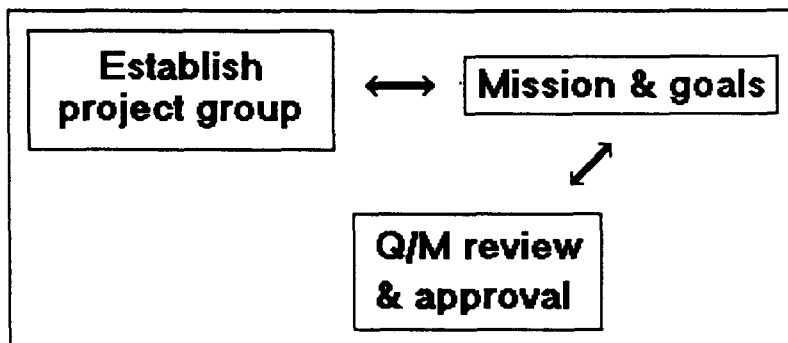 Establish
project group
Mission & goals
Q/M review
& approval